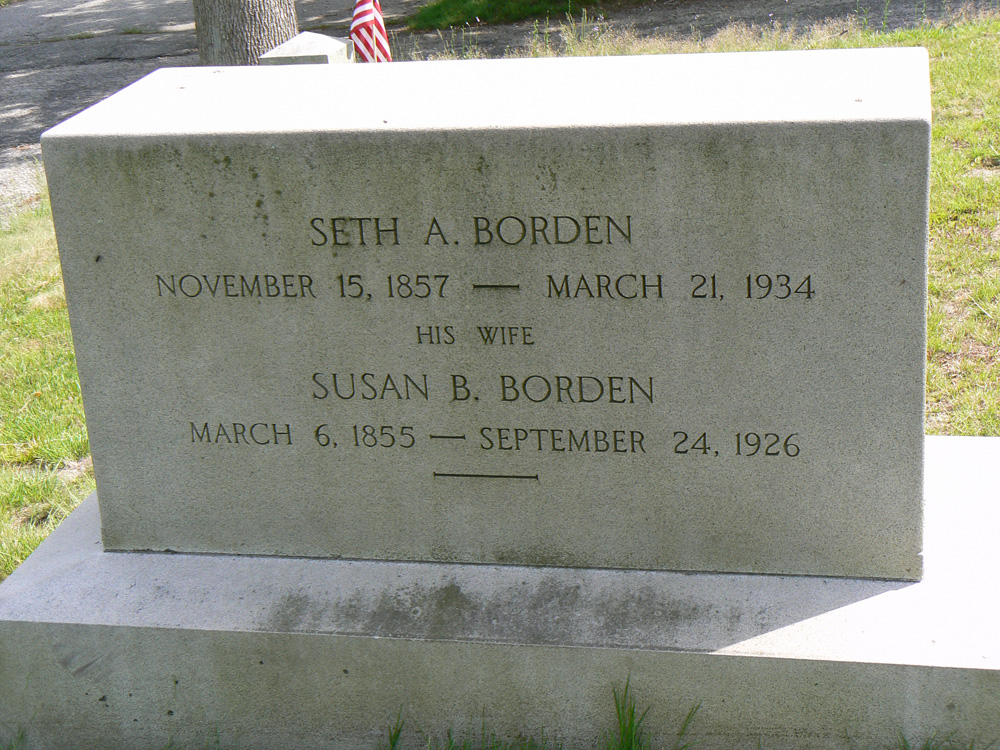 SETH A. BORDEN
NOVEMBER 15, 1857 — MARCH 21, 1934
HIS WIFE
SUSAN B. BORDEN
MARCH 6, 1855 — SEPTEMBER 24, 1926